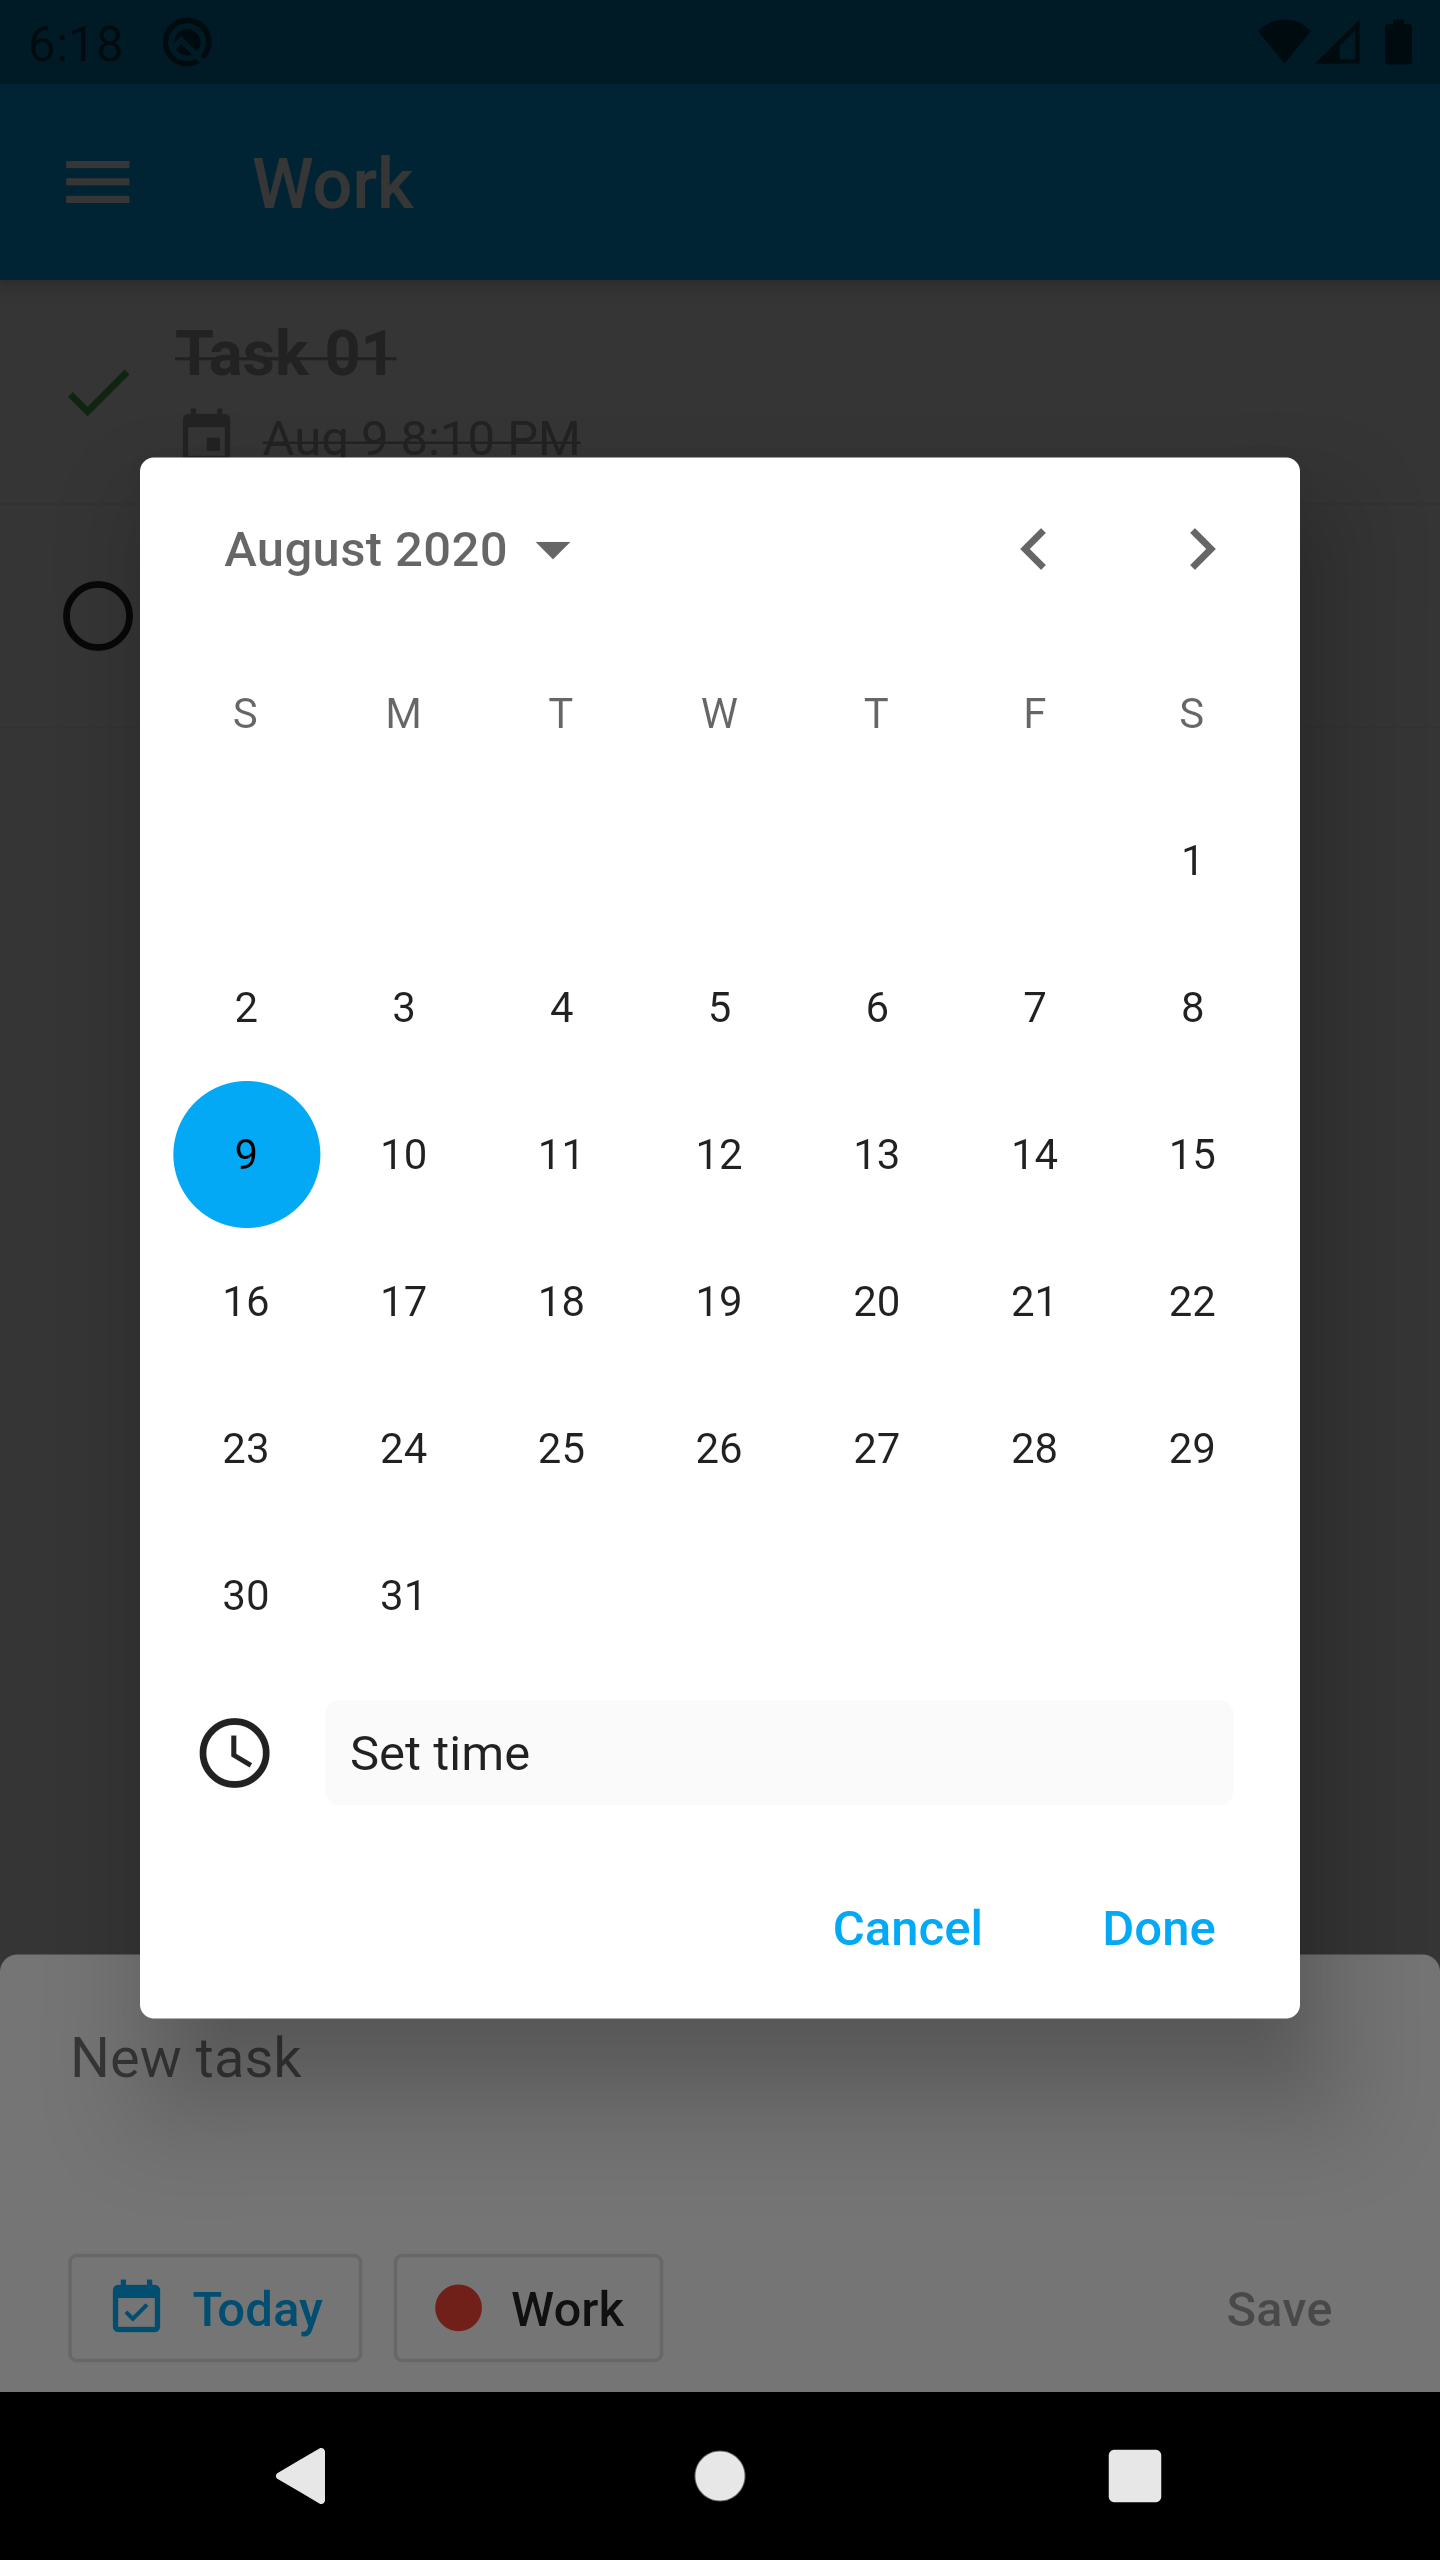 6:18
Work
Task 01
Aug 9 8:10 PM
August 2020
S M T W T F S
1
2 3 4 5 6 7 8
9 10 11 12 13 14 15
16 17 18 19 20 21 22
23 24 25 26 27 28 29
30 31
Set time
Cancel Done
New task
Today Work Save